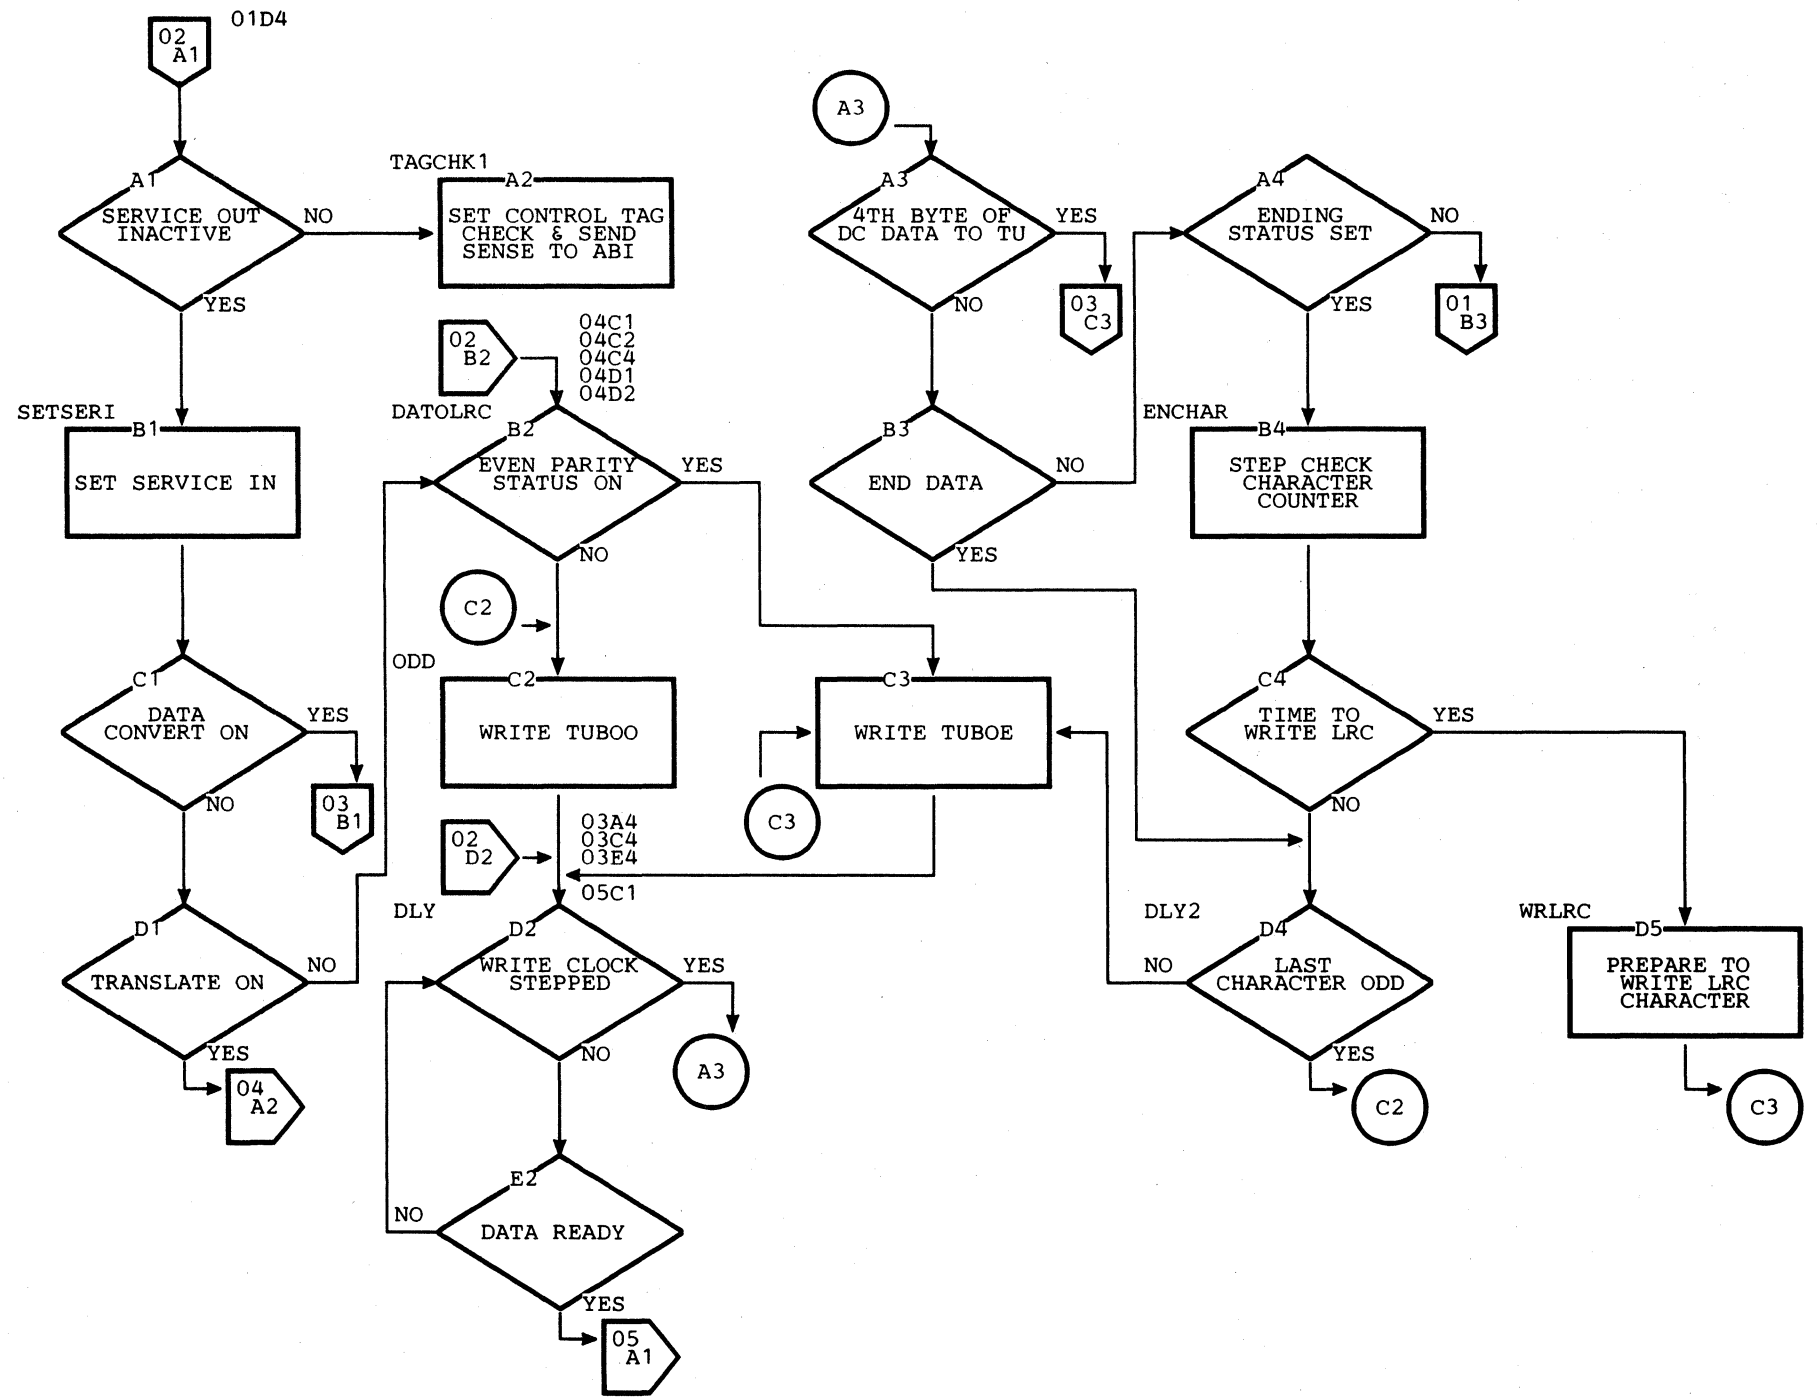 02
A1
01D4
A1
SERVICE OUT
INACTIVE
NO
YES
TAGCHK1
A2
SET CONTROL TAG
CHECK & SEND
SENSE TO ABI
SETSERI
B1
SET SERVICE IN
C1
DATA
CONVERT ON
YES
NO
03
B1
D1
TRANSLATE ON
NO
YES
04
A2
02
B2
04C1
04C2
04C4
04D1
04D2
DATOLRC
B2
EVEN PARITY
STATUS ON
YES
NO
C2
ODD
C2
WRITE TUBOO
02
D2
03A4
03C4
03E4
05C1
DLY
D2
WRITE CLOCK
STEPPED
YES
NO
A3
E2
DATA READY
NO
YES
05
A1
A3
A3
4TH BYTE OF
DC DATA TO TU
YES
NO
03
C3
B3
END DATA
NO
YES
C3
WRITE TUBOE
C3
A4
ENDING
STATUS SET
NO
YES
01
B3
ENCHAR
B4
STEP CHECK
CHARACTER
COUNTER
C4
TIME TO
WRITE LRC
YES
NO
DLY2
D4
LAST
CHARACTER ODD
NO
YES
C2
WRLRC
D5
PREPARE TO
WRITE LRC
CHARACTER
C3